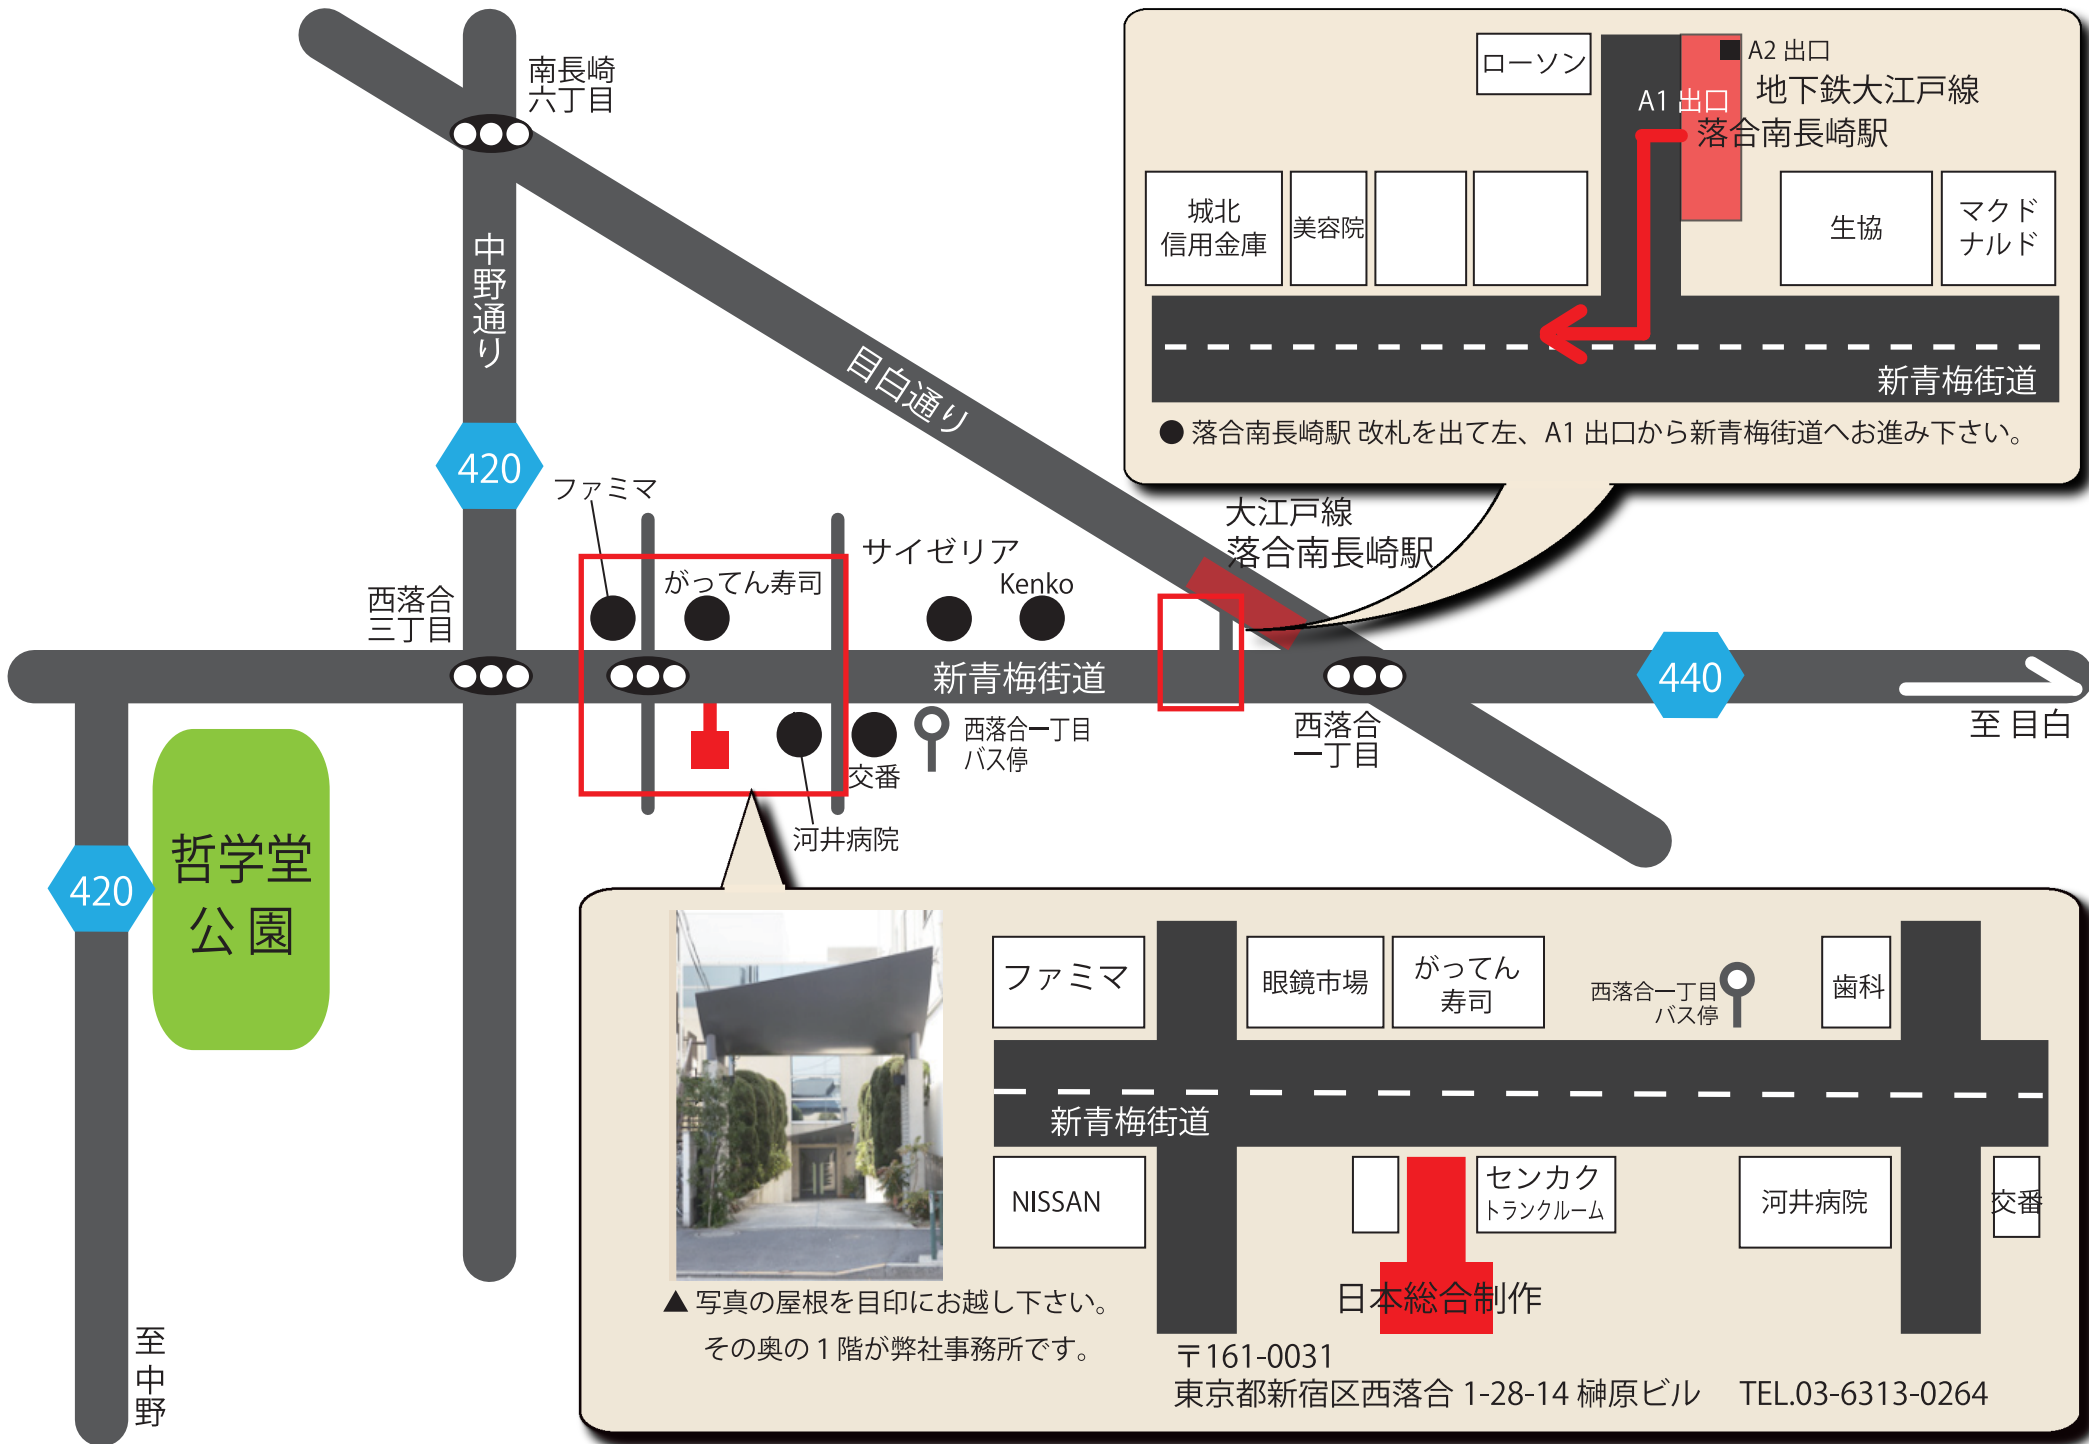 南長崎
六丁目
中野通り
目白通り
420
ファミマ
がってん寿司
サイゼリア
Kenko
大江戸線
落合南長崎駅
西落合
三丁目
新青梅街道
440
至 目白
西落合一丁目
バス停
西落合
一丁目
交番
河井病院
哲学堂
公園
420
至 中野
ローソン
A2 出口
地下鉄大江戸線
A1 出口
落合南長崎駅
城北
信用金庫
美容院
生協
マクド
ナルド
新青梅街道
● 落合南長崎駅 改札を出て左、A1 出口から新青梅街道へお進み下さい。
ファミマ
眼鏡市場
がってん
寿司
西落合一丁目
バス停
歯科
新青梅街道
NISSAN
センカク
トランクルーム
河井病院
交番
日本総合制作
▲ 写真の屋根を目印にお越し下さい。
その奥の 1 階が弊社事務所です。
〒161-0031
東京都新宿区西落合 1-28-14 榊原ビル TEL.03-6313-0264